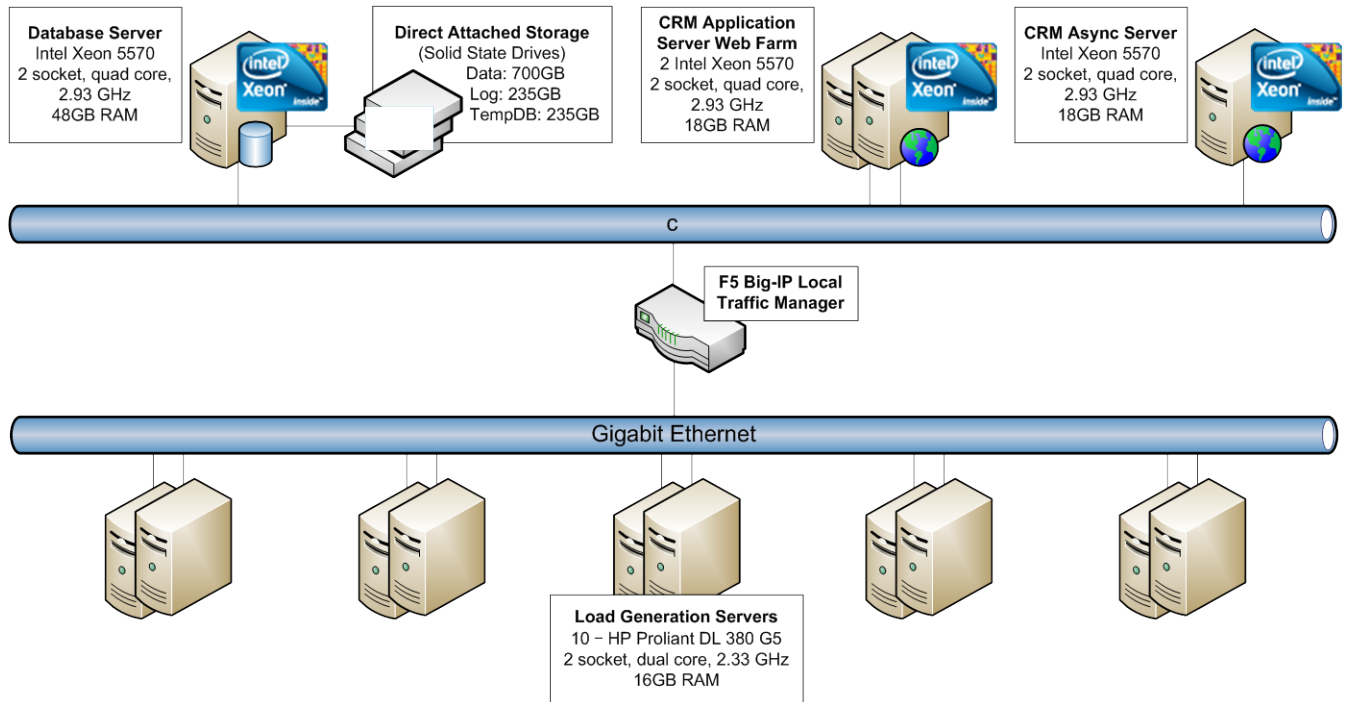 Database Server
Intel Xeon 5570
2 socket, quad core,
2.93 GHz
48GB RAM
intel
Xeon®
inside™
Direct Attached Storage
(Solid State Drives)
Data: 700GB
Log: 235GB
TempDB: 235GB
CRM Application
Server Web Farm
2 Intel Xeon 5570
2 socket, quad core,
2.93 GHz
18GB RAM
intel
Xeon®
inside™
CRM Async Server
Intel Xeon 5570
2 socket, quad core,
2.93 GHz
18GB RAM
intel
Xeon®
inside™
c
F5 Big-IP Local
Traffic Manager
Gigabit Ethernet
Load Generation Servers
10 – HP Proliant DL 380 G5
2 socket, dual core, 2.33 GHz
16GB RAM